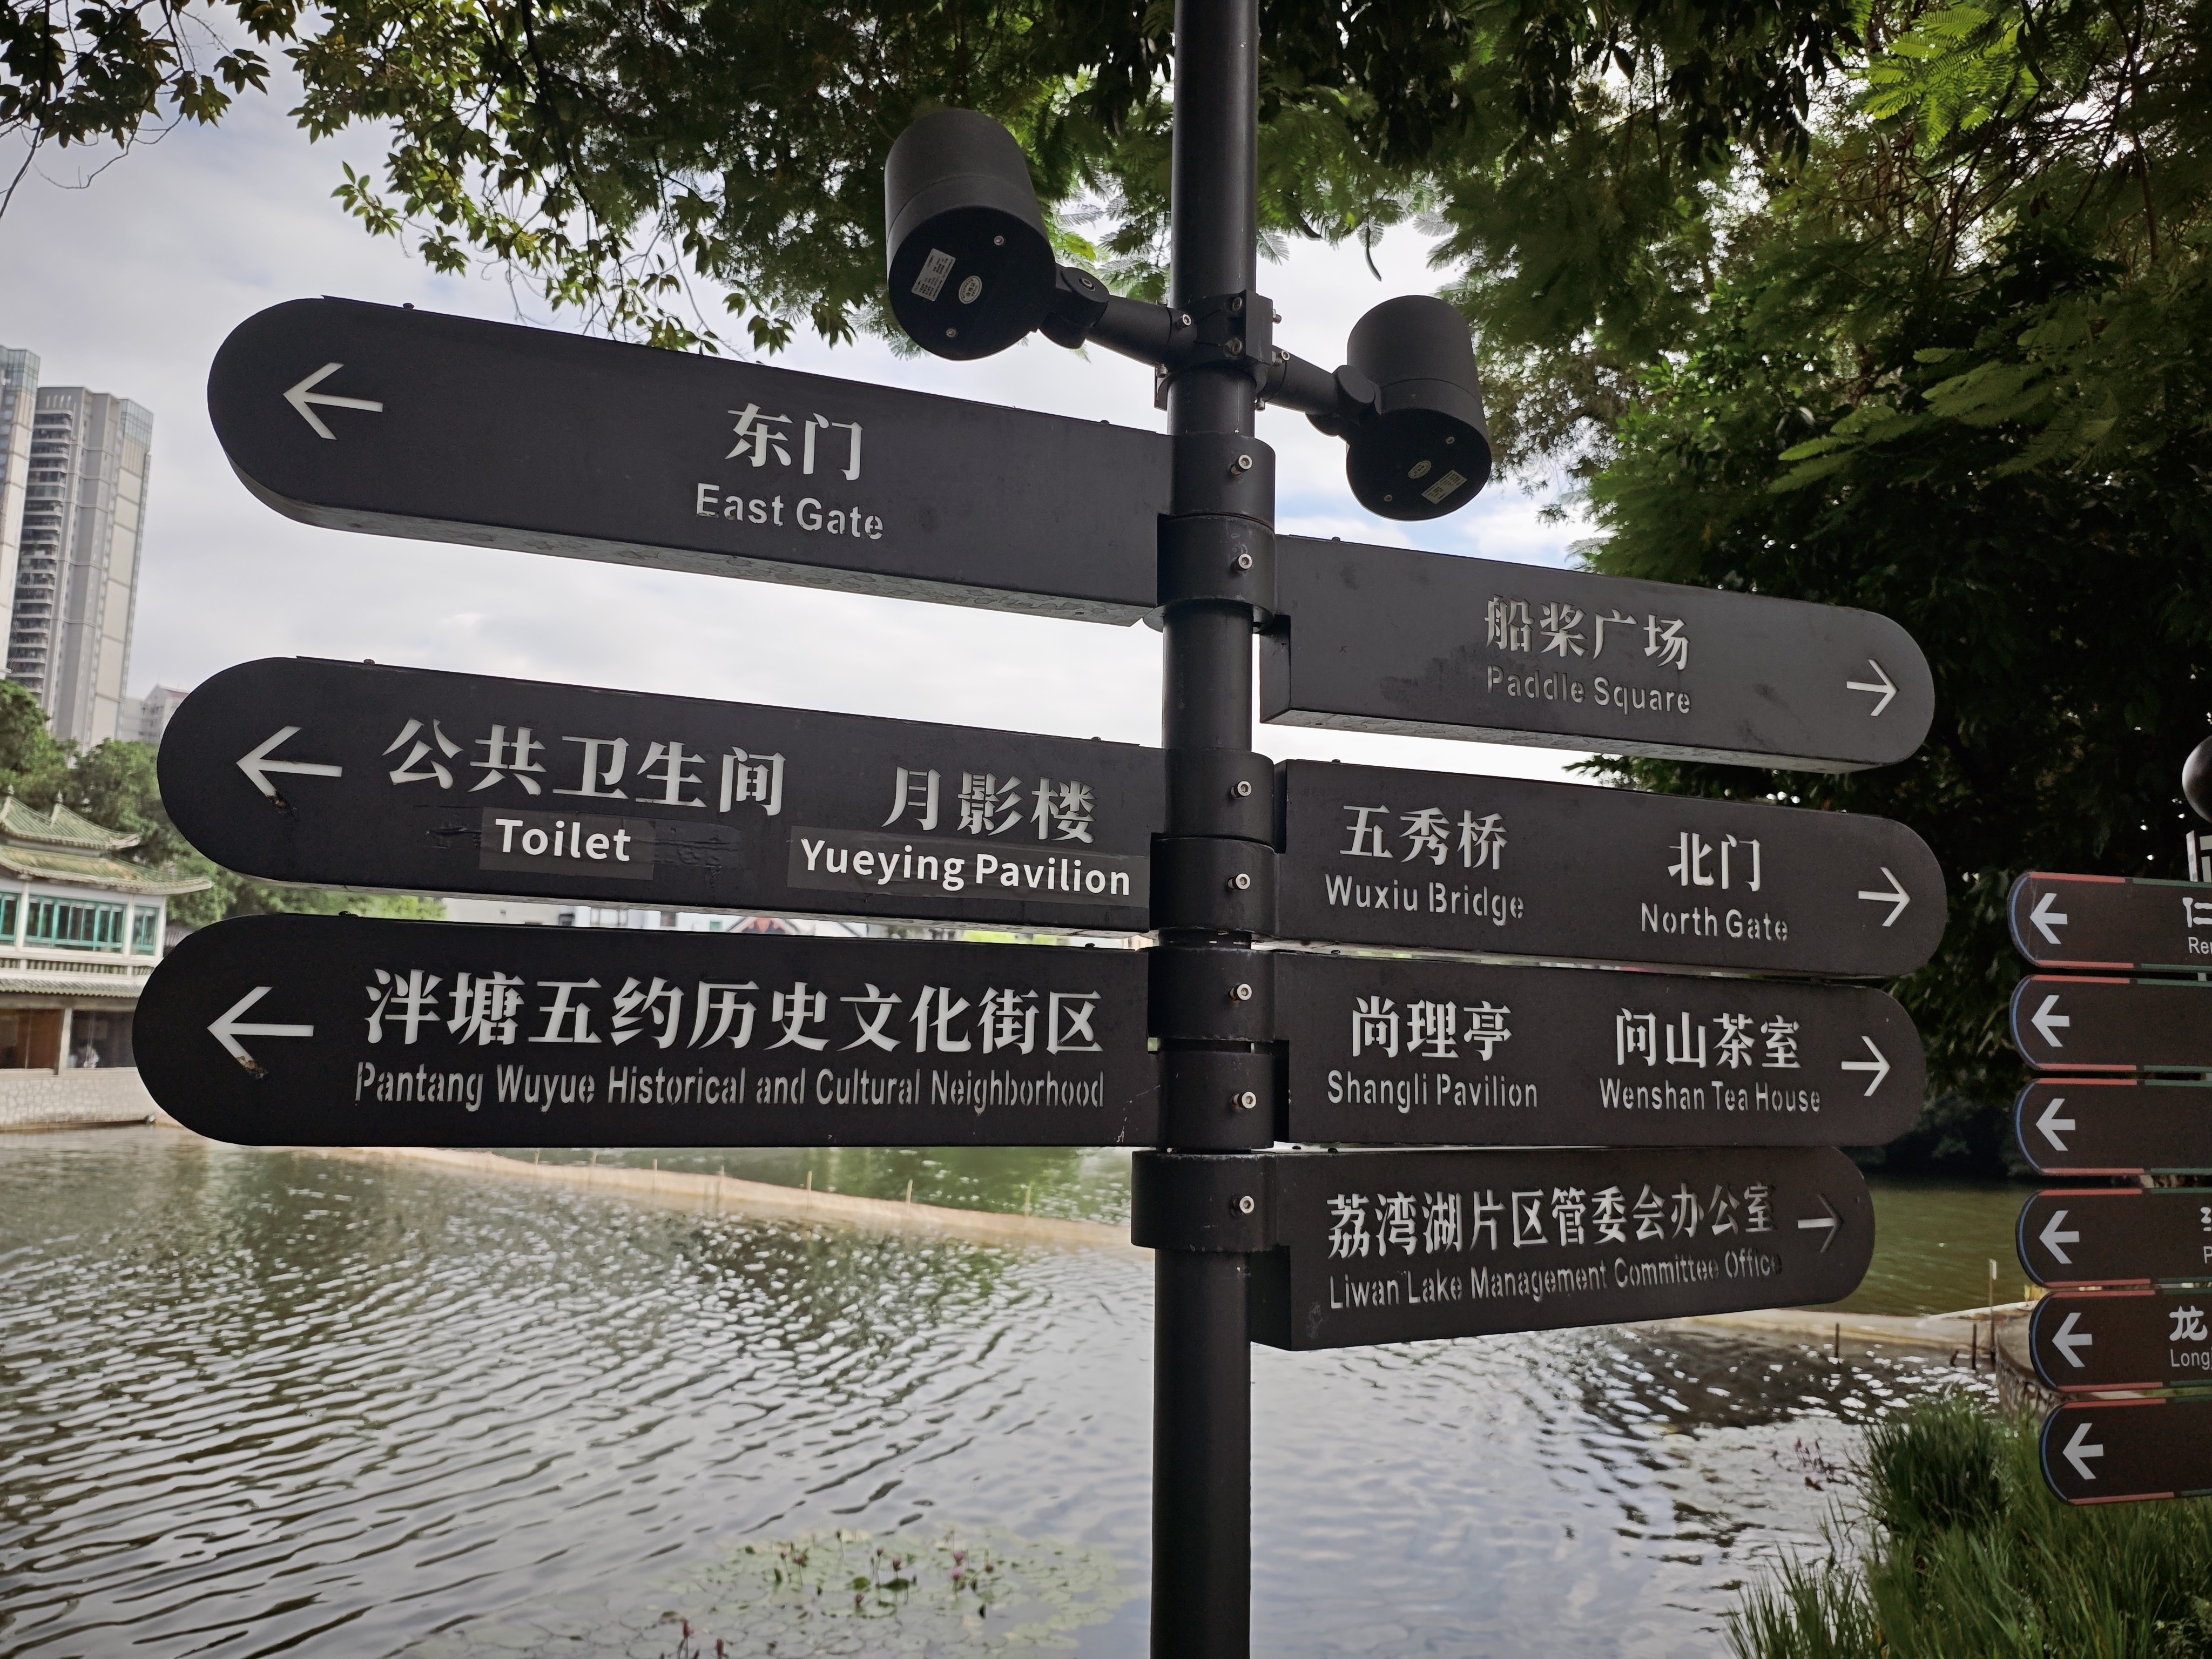 东门
East Gate
船桨广场
Paddle Square
公共卫生间 月影楼
Toilet Yueying Pavilion
五秀桥 北门
Wuxiu Bridge North Gate
泮塘五约历史文化街区
Pantang Wuyue Historical and Cultural Neighborhood
尚理亭 问山茶室
Shangli Pavilion Wenshan Tea House
荔湾湖片区管委会办公室
Liwan Lake Management Committee Office
龙
Long